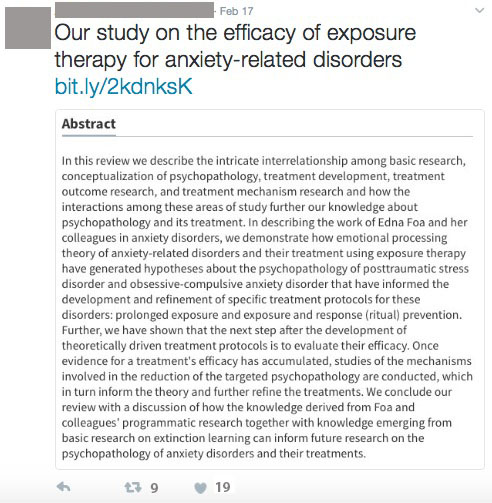 · Feb 17
Our study on the efficacy of exposure
therapy for anxiety-related disorders
bit.ly/2kdnksK
Abstract
In this review we describe the intricate interrelationship among basic research,
conceptualization of psychopathology, treatment development, treatment
outcome research, and treatment mechanism research and how the
interactions among these areas of study further our knowledge about
psychopathology and its treatment. In describing the work of Edna Foa and her
colleagues in anxiety disorders, we demonstrate how emotional processing
theory of anxiety-related disorders and their treatment using exposure therapy
have generated hypotheses about the psychopathology of posttraumatic stress
disorder and obsessive-compulsive anxiety disorder that have informed the
development and refinement of specific treatment protocols for these
disorders: prolonged exposure and exposure and response (ritual) prevention.
Further, we have shown that the next step after the development of
theoretically driven treatment protocols is to evaluate their efficacy. Once
evidence for a treatment's efficacy has accumulated, studies of the mechanisms
involved in the reduction of the targeted psychopathology are conducted, which
in turn inform the theory and further refine the treatments. We conclude our
review with a discussion of how the knowledge derived from Foa and
colleagues' programmatic research together with knowledge emerging from
basic research on extinction learning can inform future research on the
psychopathology of anxiety disorders and their treatments.
9 19